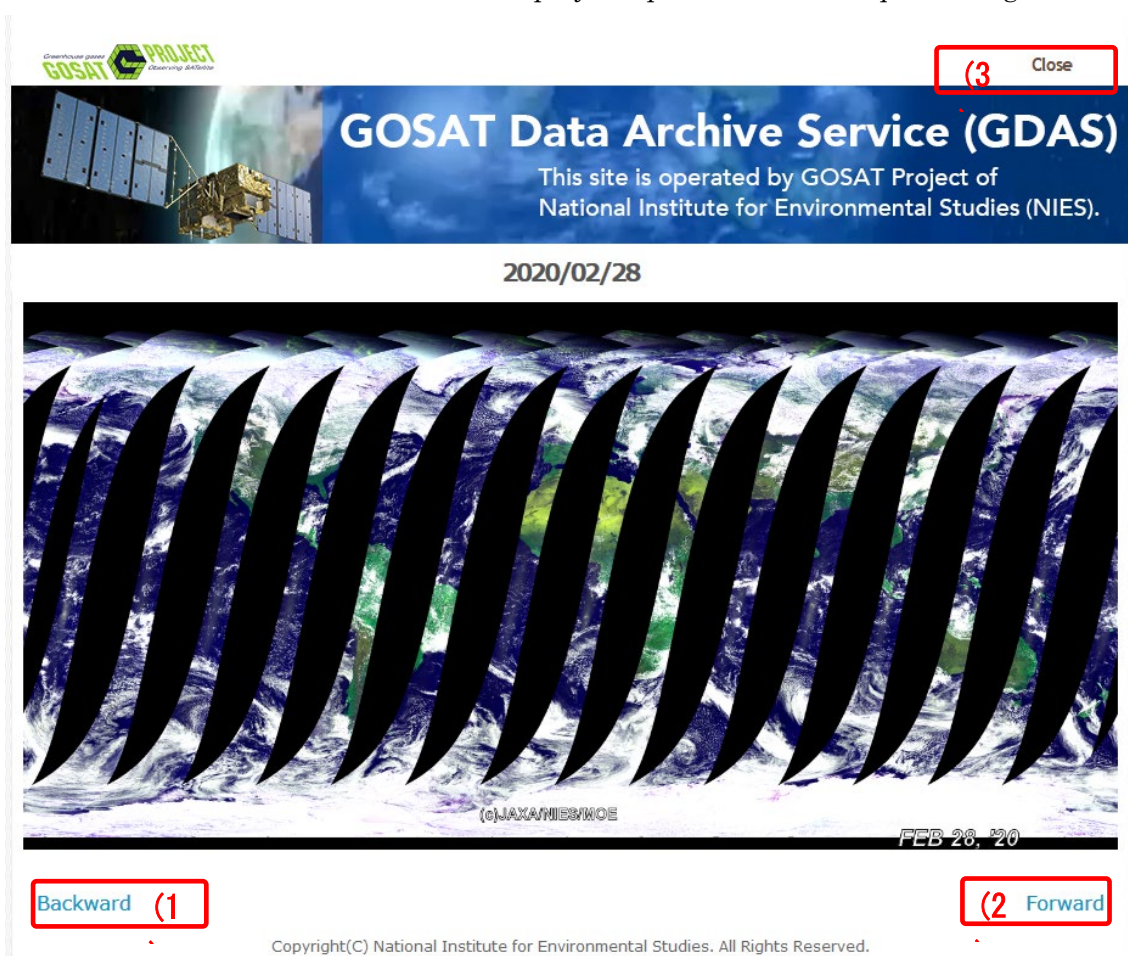 Greenhouse gases
GOSAT PROJECT
Observing SATellite
(3 Close
GOSAT Data Archive Service (GDAS)
This site is operated by GOSAT Project of
National Institute for Environmental Studies (NIES).
2020/02/28
(c)JAXA/NIES/MOE
FEB 28, '20
Backward (1
(2 Forward
Copyright(C) National Institute for Environmental Studies. All Rights Reserved.